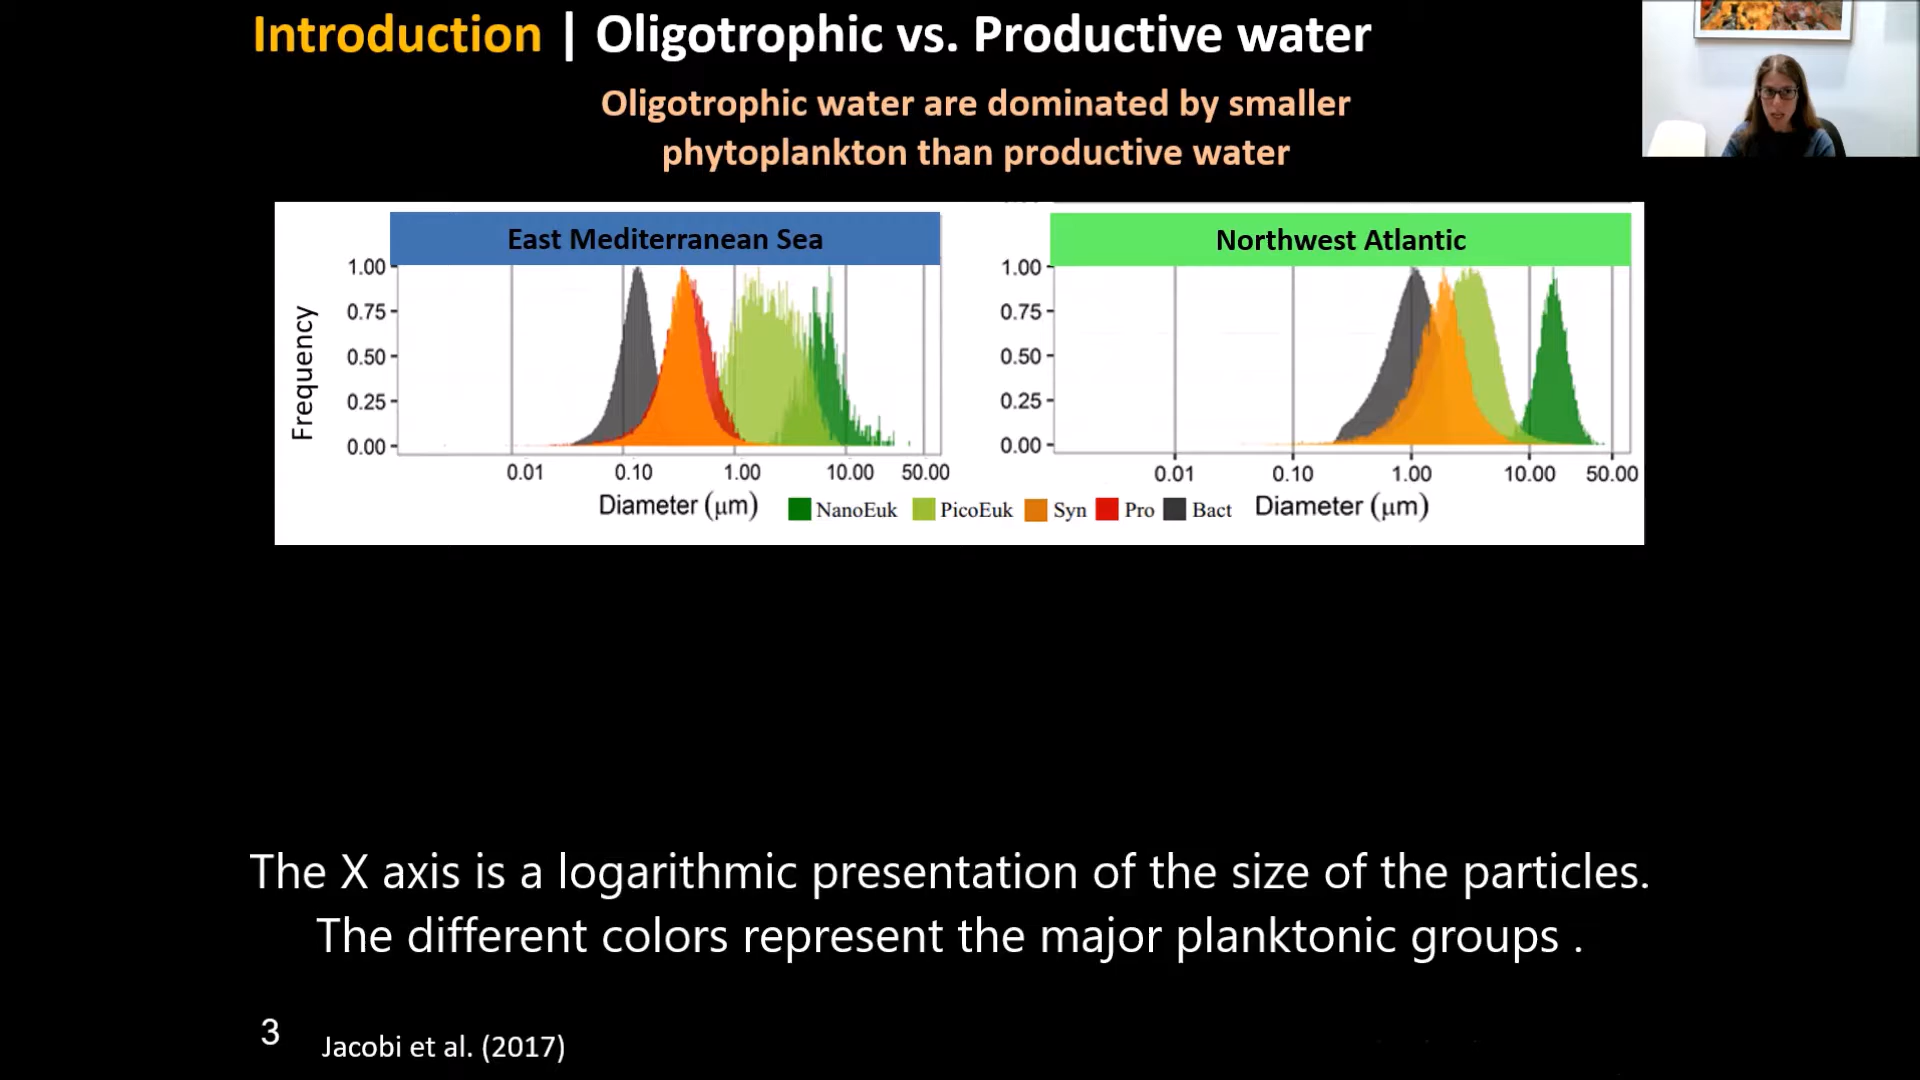 Introduction | Oligotrophic vs. Productive water
Oligotrophic water are dominated by smaller
phytoplankton than productive water
East Mediterranean Sea
Northwest Atlantic
Frequency
1.00
0.75
0.50
0.25
0.00
0.01 0.10 1.00 10.00 50.00
Diameter (μm)
1.00
0.75
0.50
0.25
0.00
0.01 0.10 1.00 10.00 50.00
Diameter (μm)
NanoEuk PicoEuk Syn Pro Bact
The X axis is a logarithmic presentation of the size of the particles.
The different colors represent the major planktonic groups .
3 Jacobi et al. (2017)